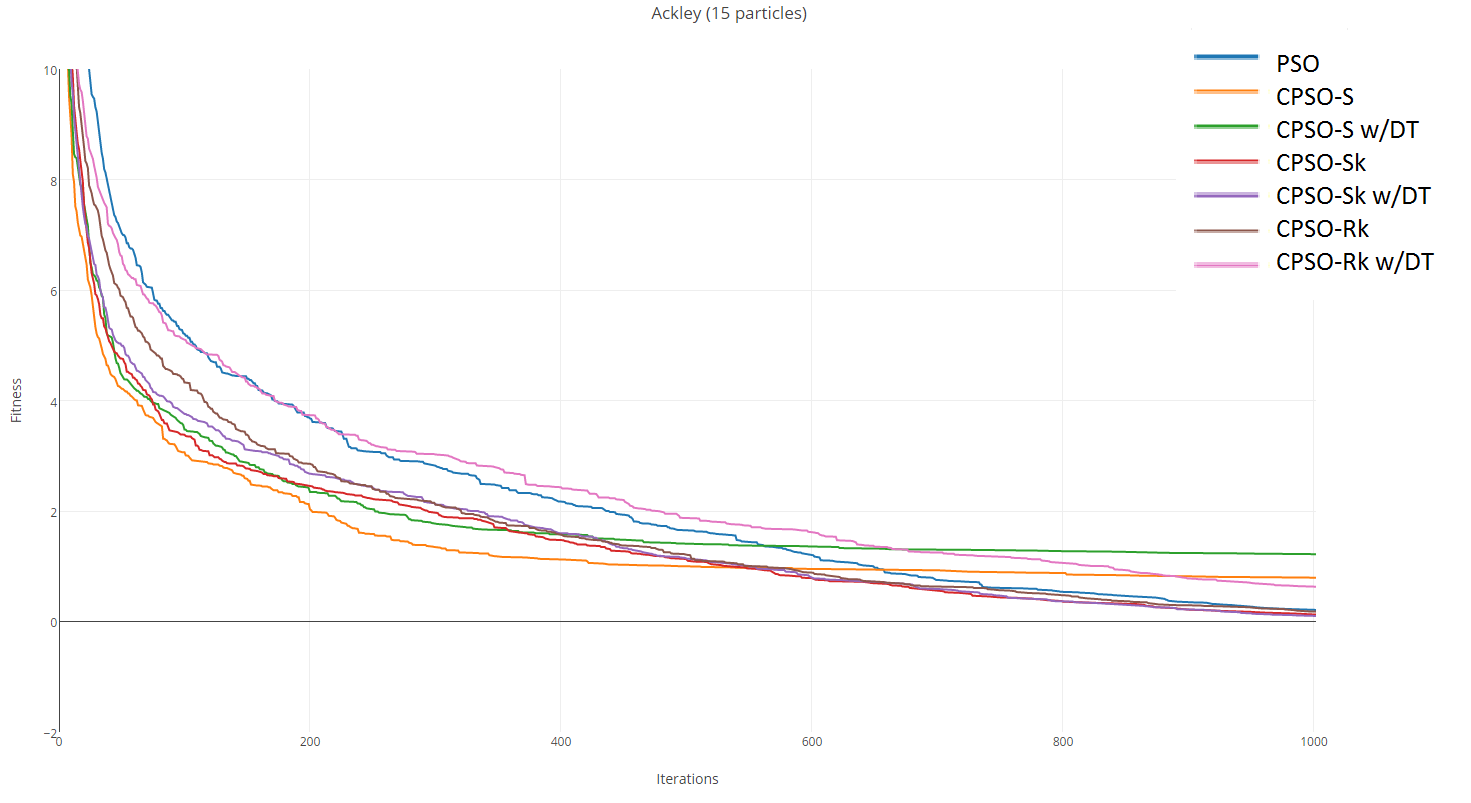 Ackley (15 particles)
PSO
CPSO-S
CPSO-S w/DT
CPSO-Sk
CPSO-Sk w/DT
CPSO-Rk
CPSO-Rk w/DT
10
8
6
4
2
0
−2
Fitness
0
200
400
600
800
1000
Iterations